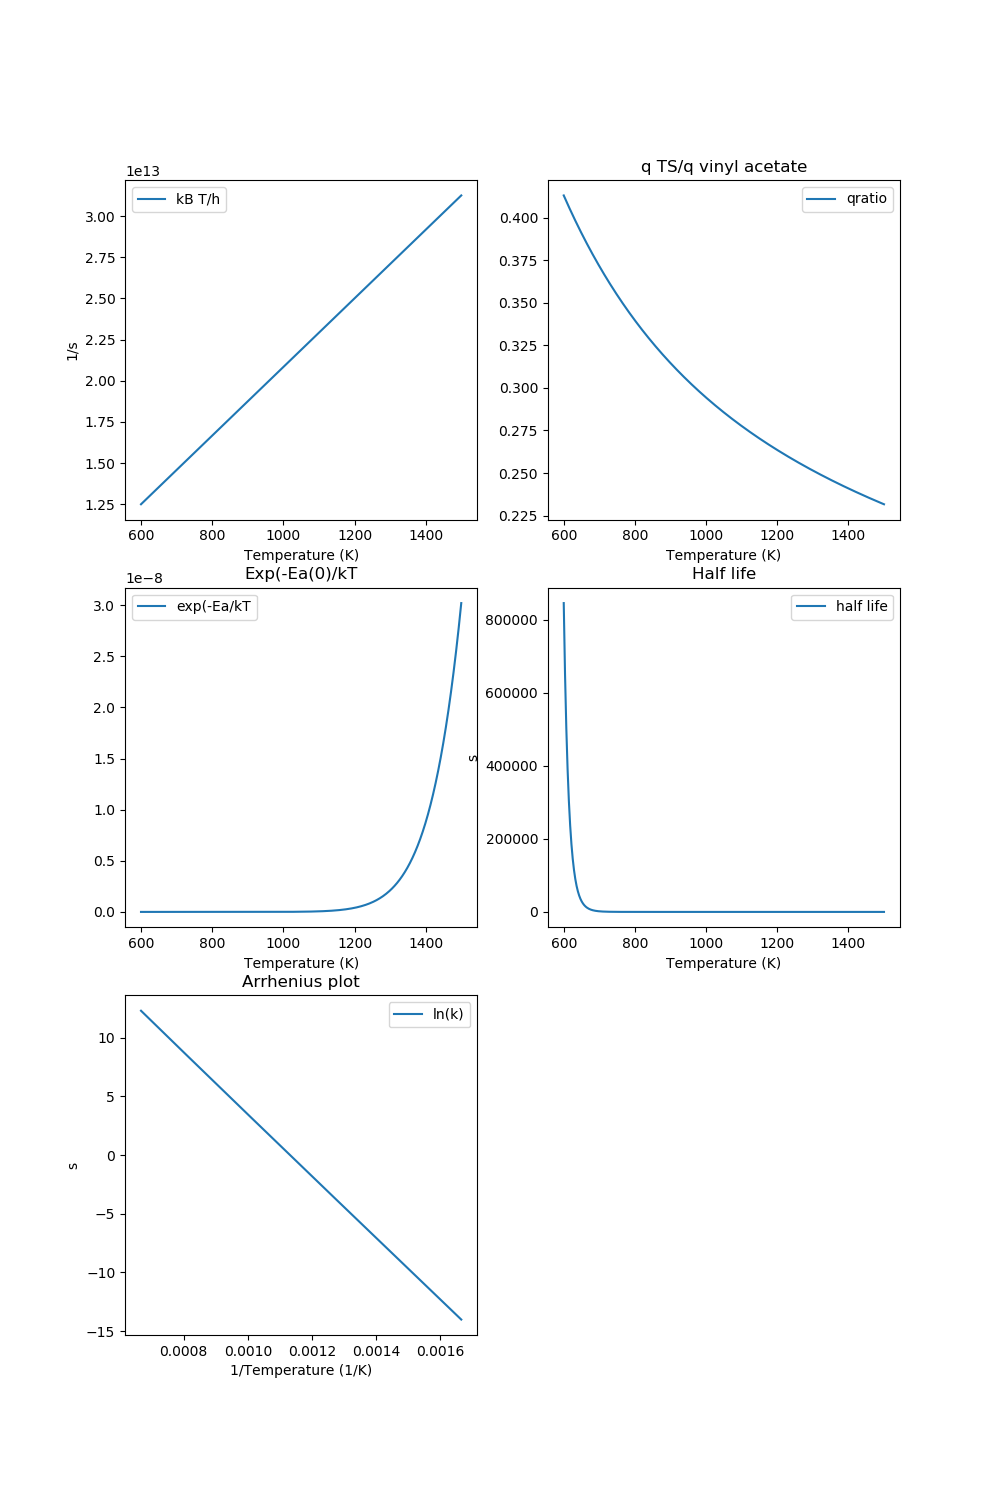 1e13
kB T/h
3.00
2.75
2.50
2.25
2.00
1.75
1.50
1.25
1/s
600 800 1000 1200 1400
Temperature (K)
q TS/q vinyl acetate
qratio
0.400
0.375
0.350
0.325
0.300
0.275
0.250
0.225
600 800 1000 1200 1400
Temperature (K)
Exp(-Ea(0)/kT
1e−8
exp(-Ea/kT
3.0
2.5
2.0
1.5
1.0
0.5
0.0
600 800 1000 1200 1400
Temperature (K)
Half life
half life
800000
600000
400000
200000
0
s
600 800 1000 1200 1400
Temperature (K)
Arrhenius plot
ln(k)
10
5
0
−5
−10
−15
s
0.0008 0.0010 0.0012 0.0014 0.0016
1/Temperature (1/K)